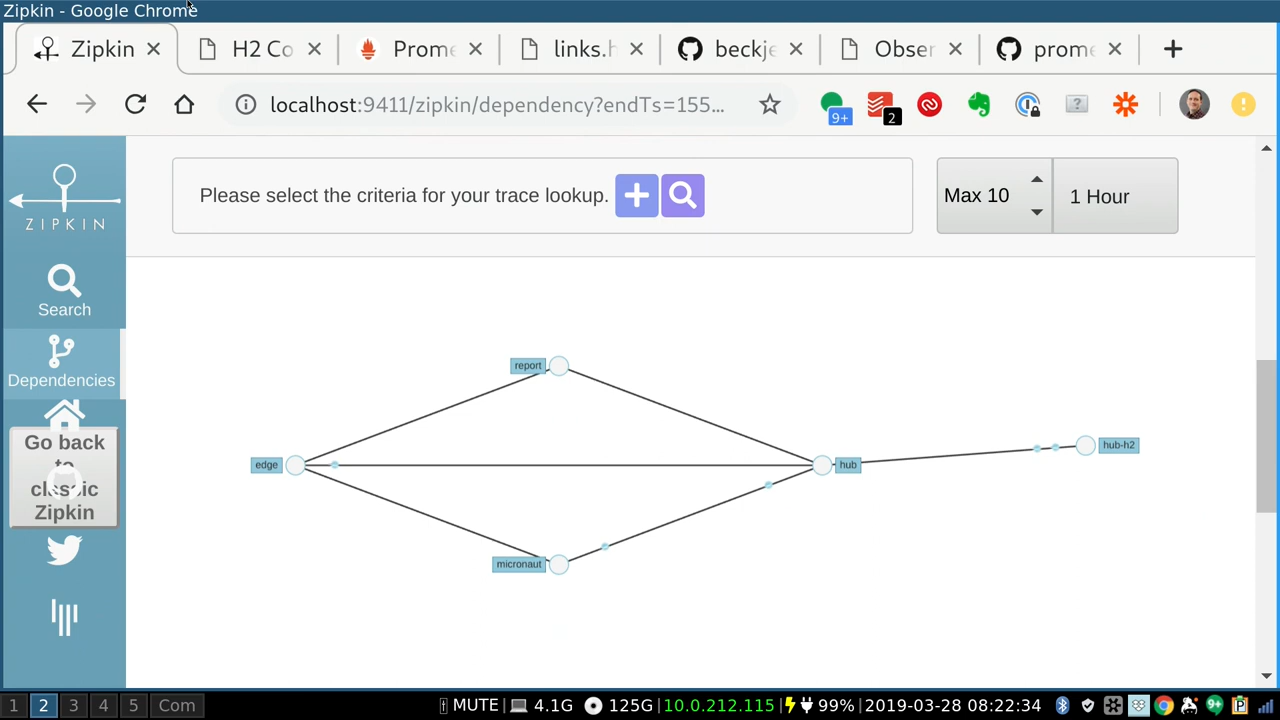 Zipkin - Google Chrome
Zipkin
H2 Co
Prome
links.h
beckje
Obser
prome
localhost:9411/zipkin/dependency?endTs=155...
9+
2
ZIPKIN
Search
Dependencies
Go back
to
classic
Zipkin
Please select the criteria for your trace lookup.
Max 10
1 Hour
report
edge
hub
hub-h2
micronaut
1 2 3 4 5 Com
MUTE 4.1G 125G 10.0.212.115 99% 2019-03-28 08:22:34